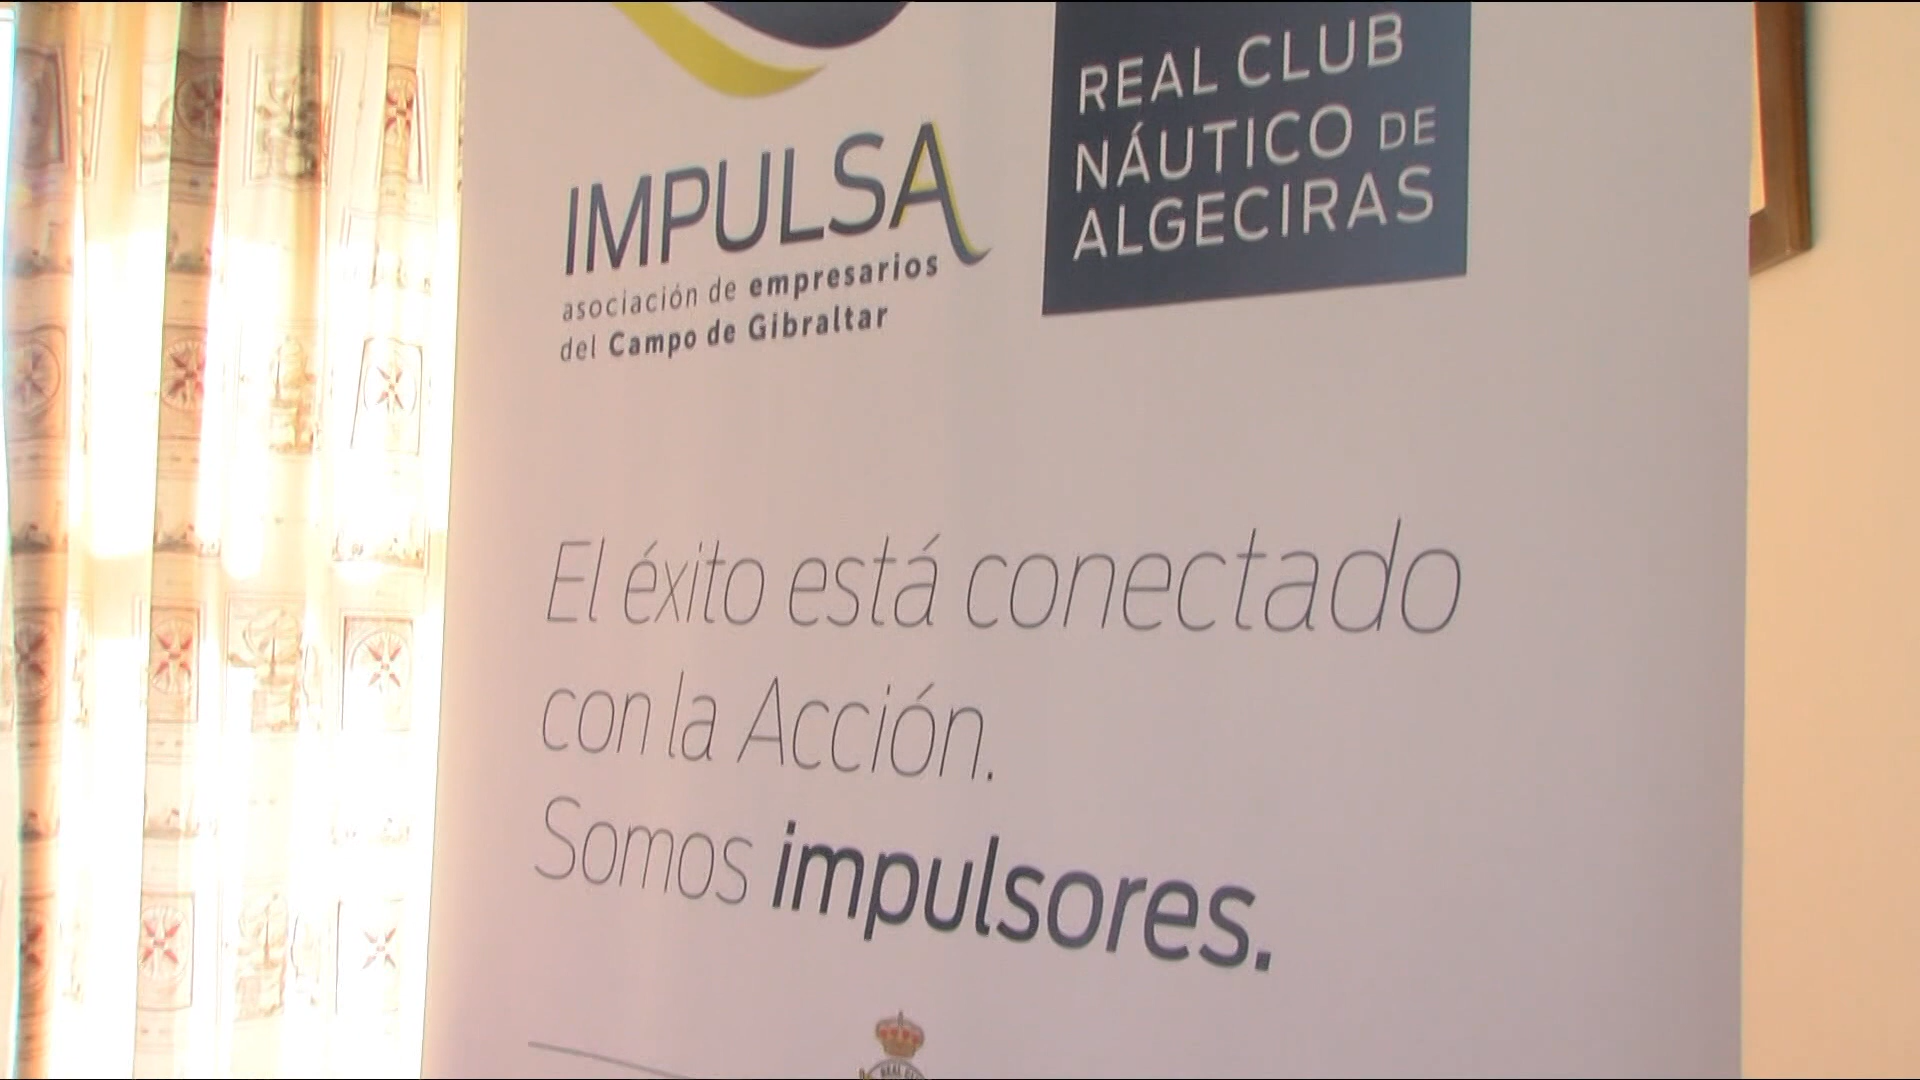 IMPULSA
asociación de empresarios
del Campo de Gibraltar
REAL CLUB
NÁUTICO DE
ALGECIRAS
El éxito está conectado
con la Acción.
Somos impulsores.
REAL